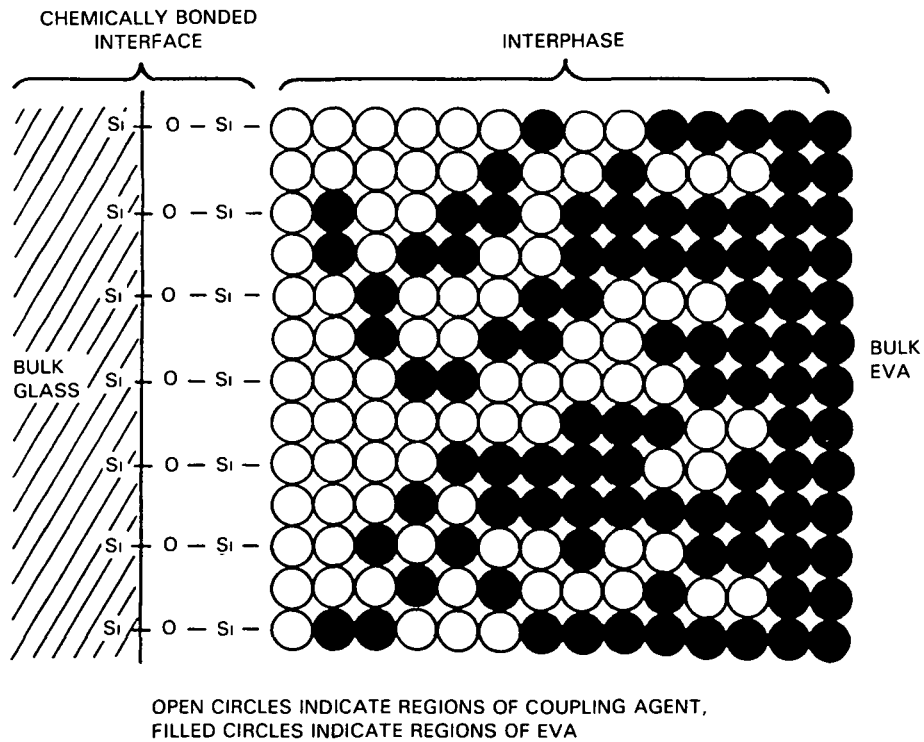 CHEMICALLY BONDED
INTERFACE
INTERPHASE
Si O — Si —
Si O — Si —
Si O — Si —
BULK
GLASS
Si O — Si —
Si O — Si —
Si O — Si —
Si O — Si —
BULK
EVA
OPEN CIRCLES INDICATE REGIONS OF COUPLING AGENT,
FILLED CIRCLES INDICATE REGIONS OF EVA